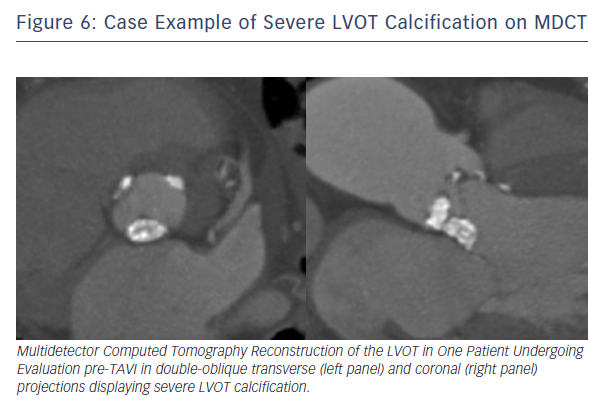 Figure 6: Case Example of Severe LVOT Calcification on MDCT
Multidetector Computed Tomography Reconstruction of the LVOT in One Patient Undergoing
Evaluation pre-TAVI in double-oblique transverse (left panel) and coronal (right panel)
projections displaying severe LVOT calcification.